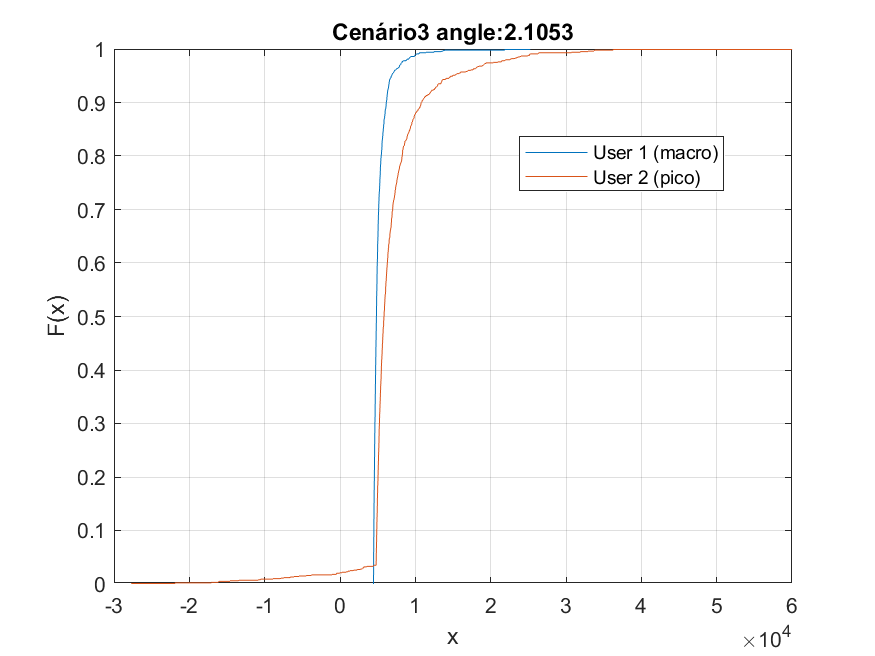 Cenário3 angle:2.1053
1
0.9
0.8
0.7
0.6
0.5
0.4
0.3
0.2
0.1
0
F(x)
User 1 (macro)
User 2 (pico)
-3 -2 -1 0 1 2 3 4 5 6
x
×10⁴